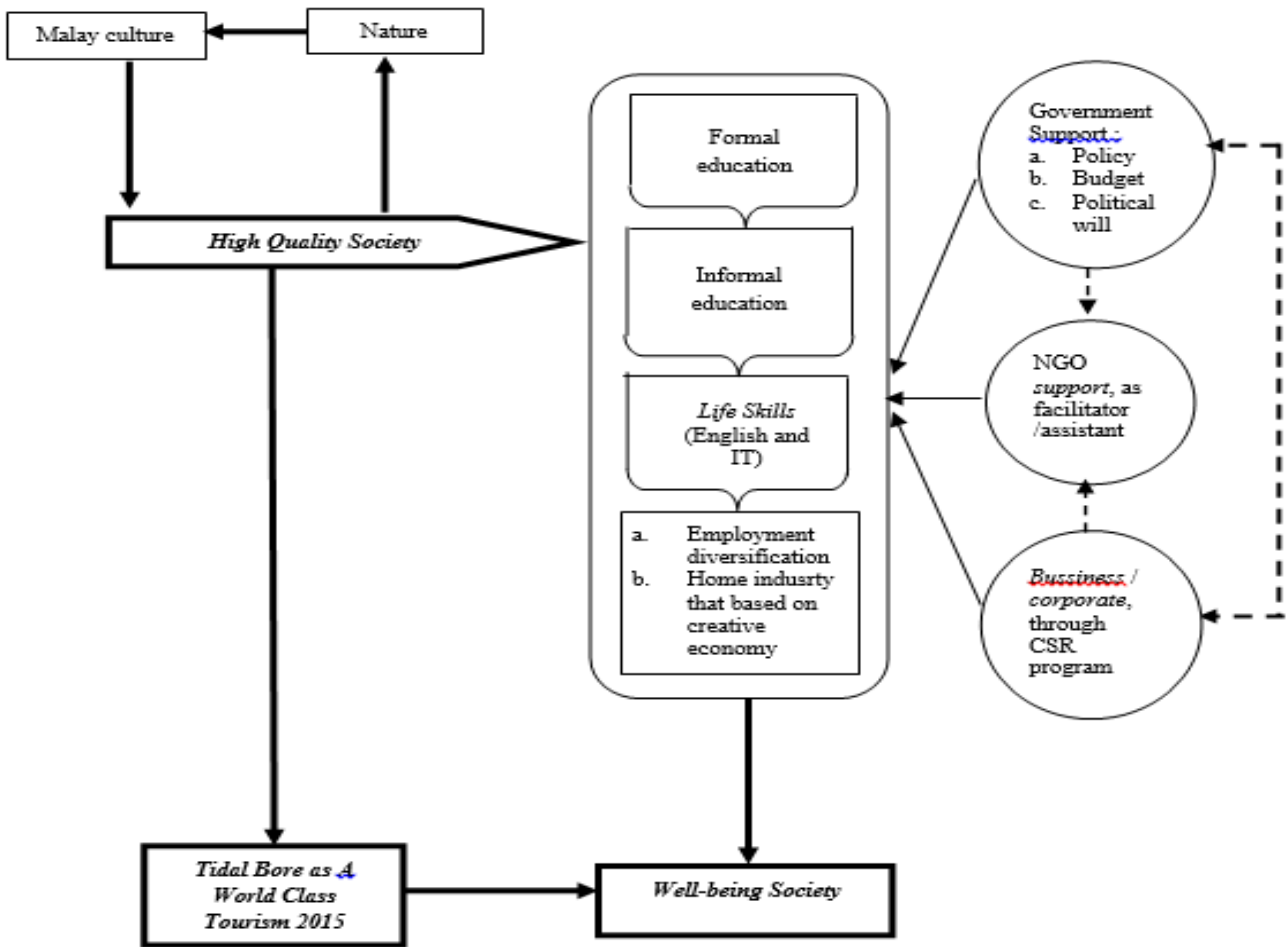 Malay culture
Nature
High Quality Society
Formal
education
Informal
education
Life Skills
(English and
IT)
a. Employment
diversification
b. Home indusrty
that based on
creative
economy
Government
Support :
a. Policy
b. Budget
c. Political
will
NGO
support, as
facilitator
/assistant
Bussiness /
corporate,
through
CSR
program
Tidal Bore as A
World Class
Tourism 2015
Well-being Society